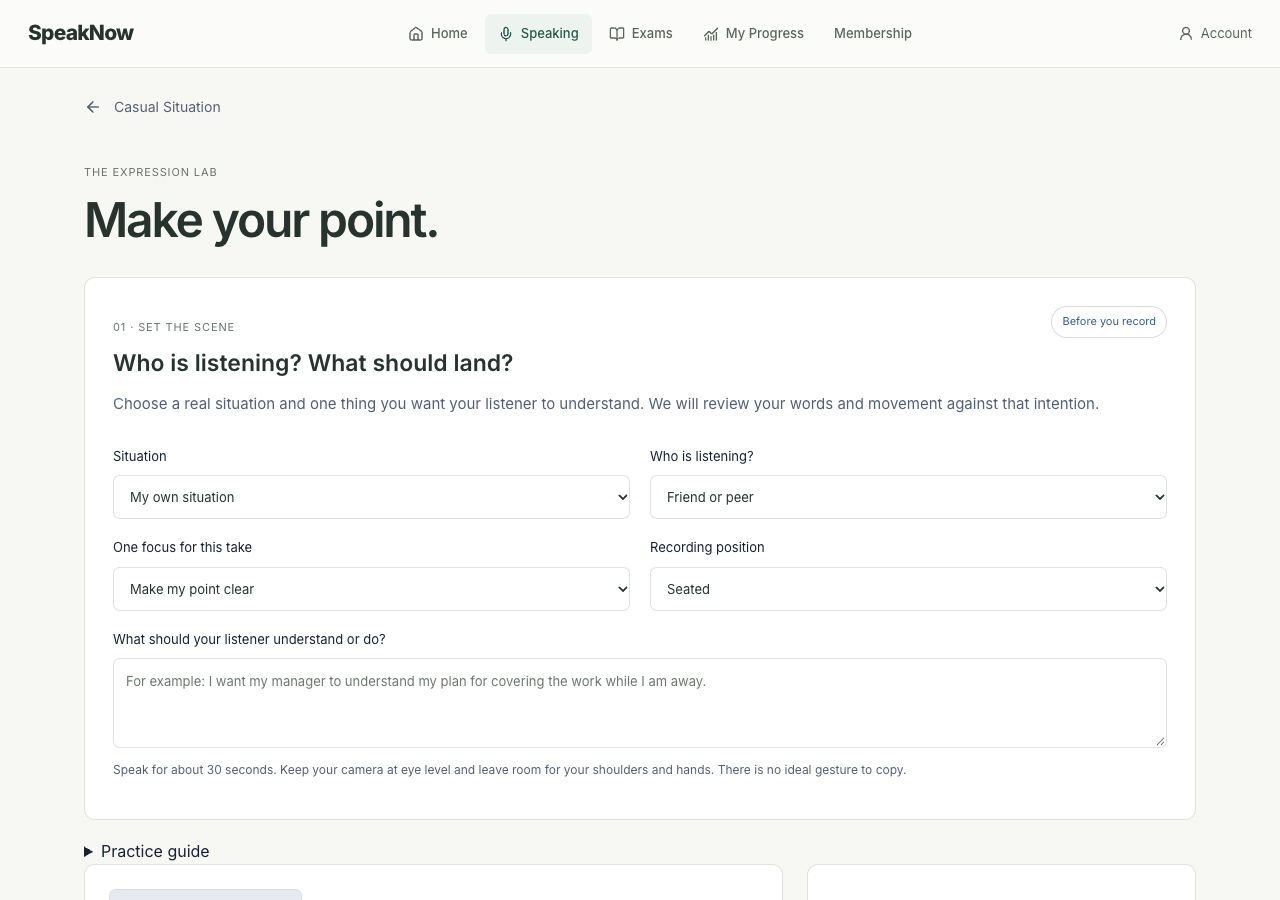 SpeakNow
Home
Speaking
Exams
My Progress
Membership
Account
Casual Situation
THE EXPRESSION LAB
Make your point.
01 · SET THE SCENE
Before you record
Who is listening? What should land?
Choose a real situation and one thing you want your listener to understand. We will review your words and movement against that intention.
Situation
Who is listening?
My own situation
Friend or peer
One focus for this take
Recording position
Make my point clear
Seated
What should your listener understand or do?
For example: I want my manager to understand my plan for covering the work while I am away.
Speak for about 30 seconds. Keep your camera at eye level and leave room for your shoulders and hands. There is no ideal gesture to copy.
Practice guide